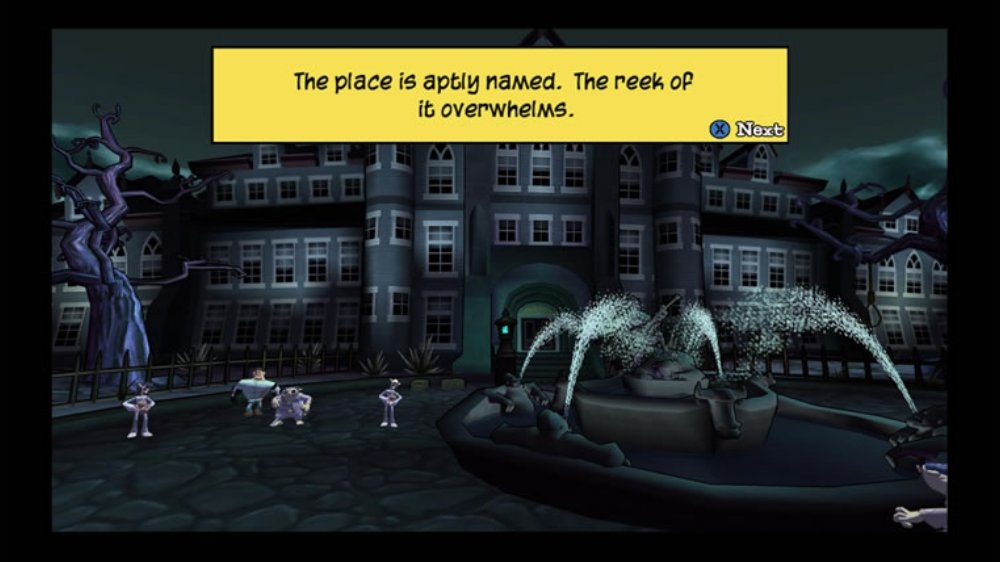 The place is aptly named. The reek of
it overwhelms.
X Next